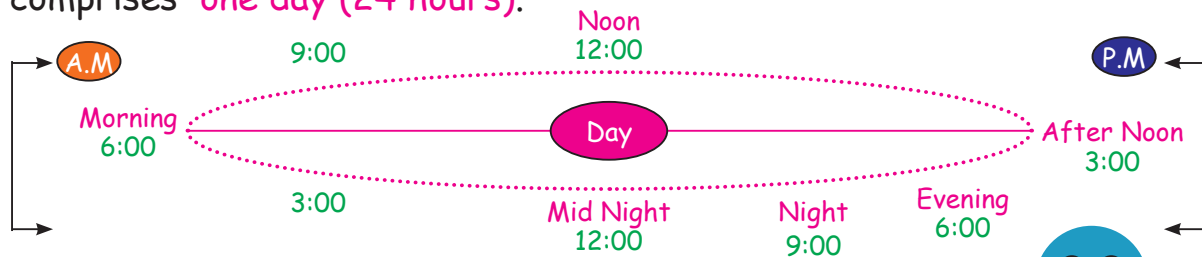 comprises one day (24 hours).
Noon
A.M 9:00 12:00 P.M
Morning
6:00
Day
After Noon
3:00
3:00
Mid Night
12:00
Night
9:00
Evening
6:00